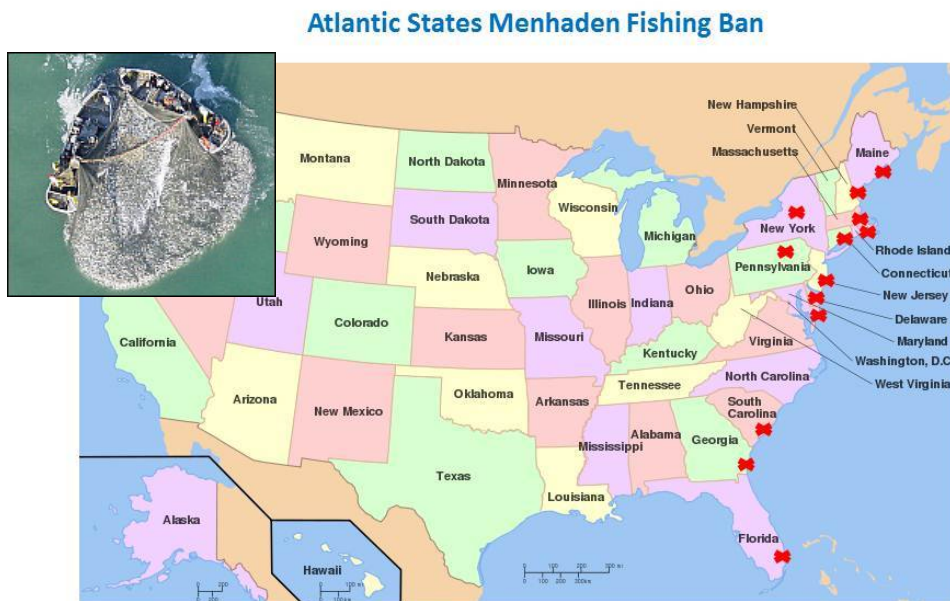 Atlantic States Menhaden Fishing Ban
New Hampshire
Vermont
Massachusetts
Maine
Montana
North Dakota
Minnesota
South Dakota
Wisconsin
Michigan
New York
Wyoming
Rhode Island
Pennsylvania
Connecticut
Nebraska
Iowa
New Jersey
Utah
Illinois
Indiana
Ohio
Delaware
Colorado
California
Kansas
Missouri
Virginia
Maryland
Kentucky
Washington, D.C
North Carolina
West Virginia
Tennessee
Oklahoma
Arizona
Arkansas
South
Carolina
New Mexico
Georgia
Mississippi
Alabama
Texas
Louisiana
Alaska
Florida
Hawaii